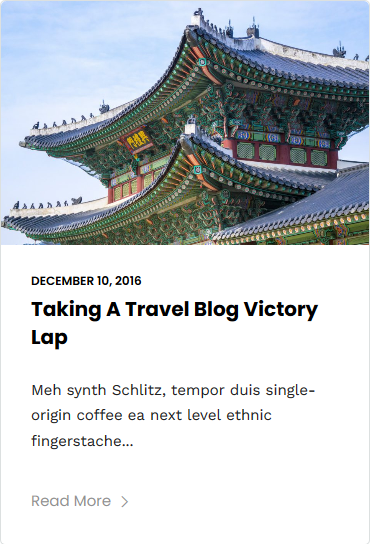 DECEMBER 10, 2016
Taking A Travel Blog Victory
Lap
Meh synth Schlitz, tempor duis single-
origin coffee ea next level ethnic
fingerstache...
Read More